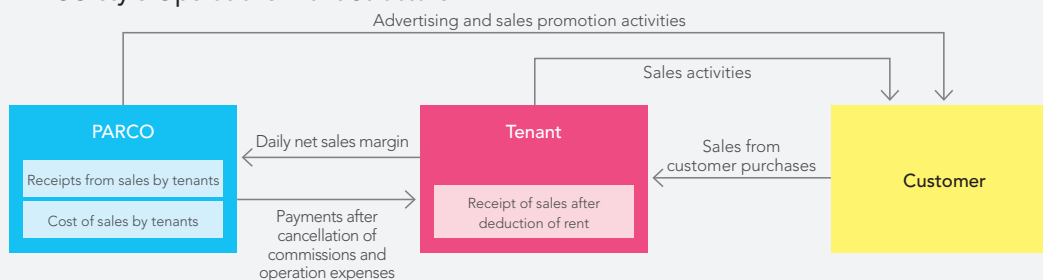 Advertising and sales promotion activities
Sales activities
PARCO
Receipts from sales by tenants
Cost of sales by tenants
Daily net sales margin
Payments after
cancellation of
commissions and
operation expenses
Tenant
Receipt of sales after
deduction of rent
Sales from
customer purchases
Customer